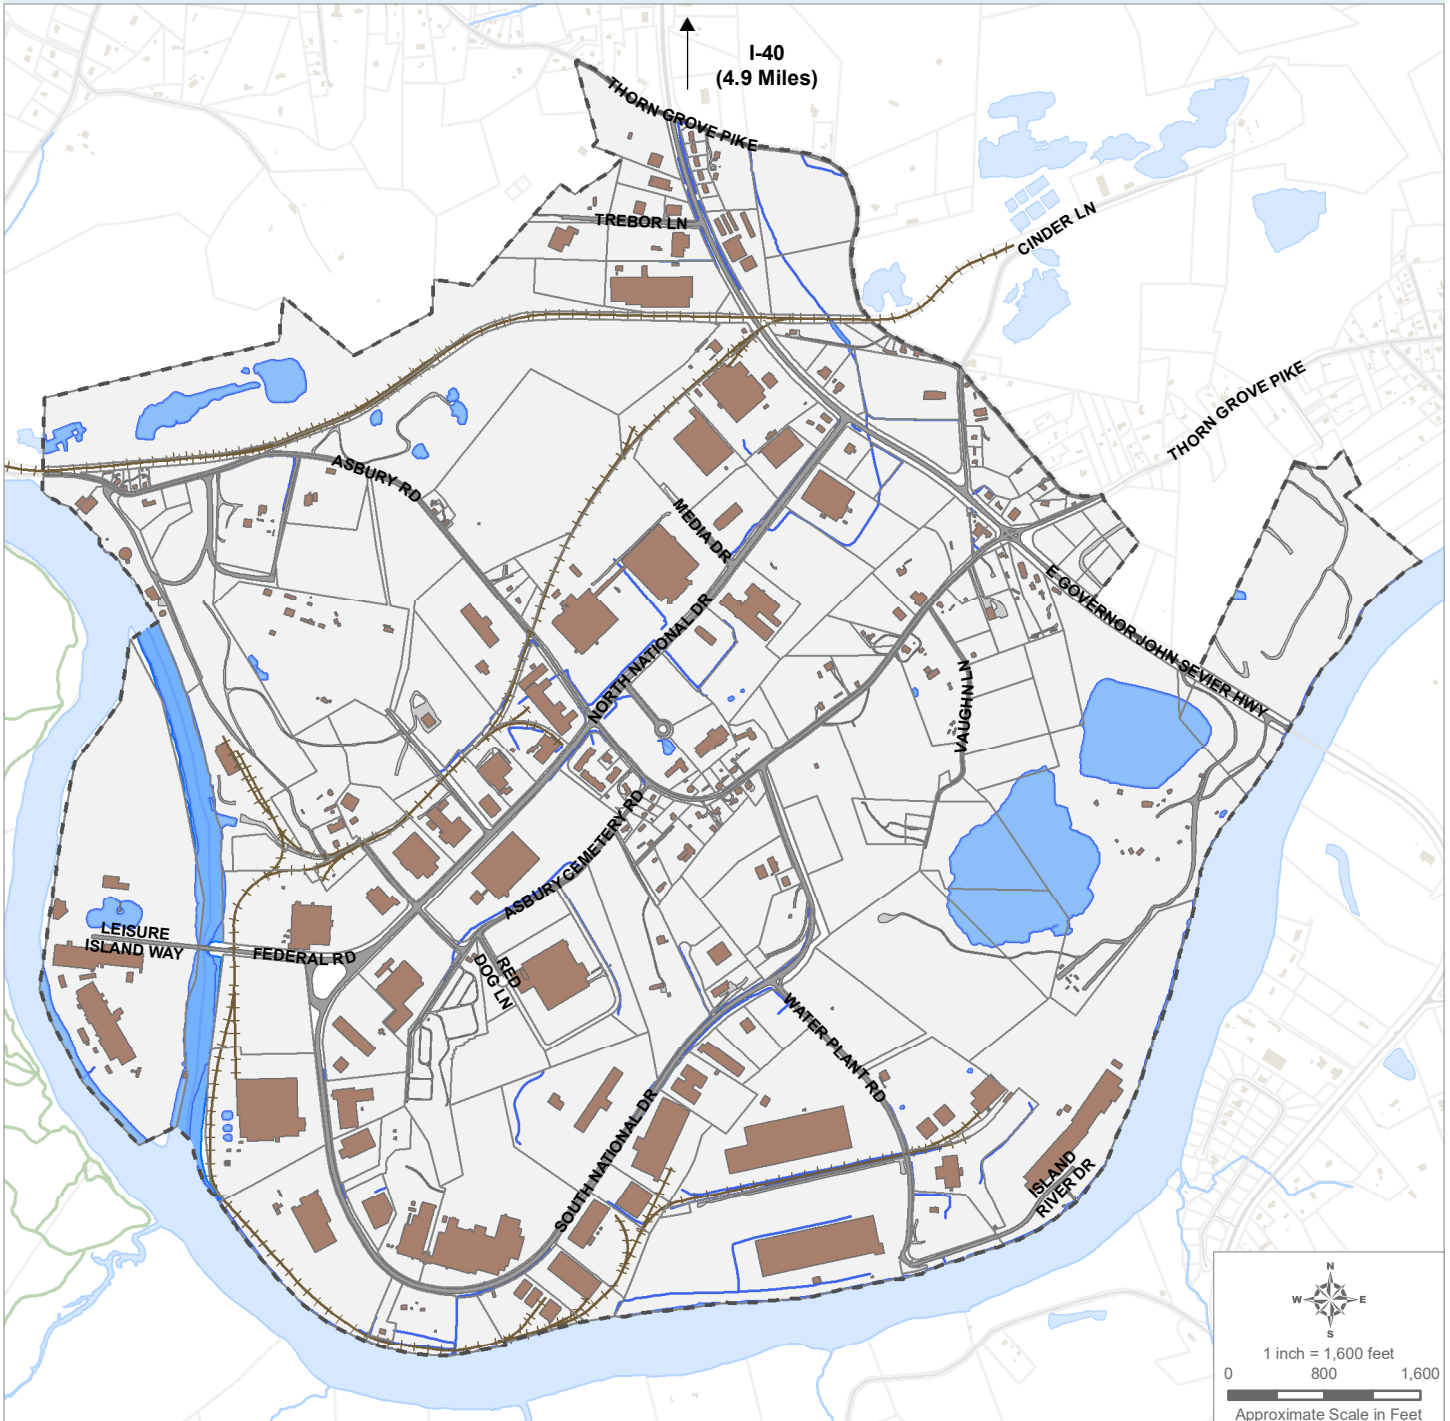 I-40
(4.9 Miles)
THORN GROVE PIKE
TREBOR LN
CINDER LN
THORN GROVE PIKE
ASBURY RD
MEDIA DR
E GOVERNOR JOHN SEVIER HWY
NORTH NATIONAL DR
VAUGHN LN
ASBURY CEMETERY RD
LEISURE
ISLAND WAY
FEDERAL RD
RED
DOG LN
WATER PLANT RD
SOUTH NATIONAL DR
ISLAND
RIVER DR
N
W E
S
1 inch = 1,600 feet
0 800 1,600
Approximate Scale in Feet